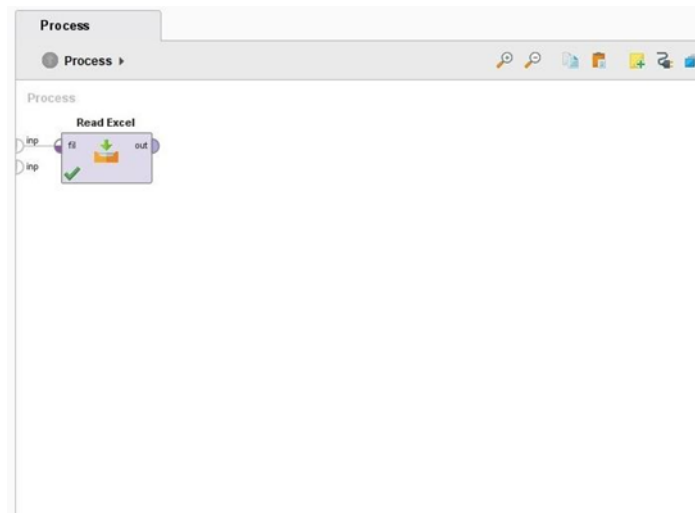 Process
Process
Process
Read Excel
inp fil out
inp